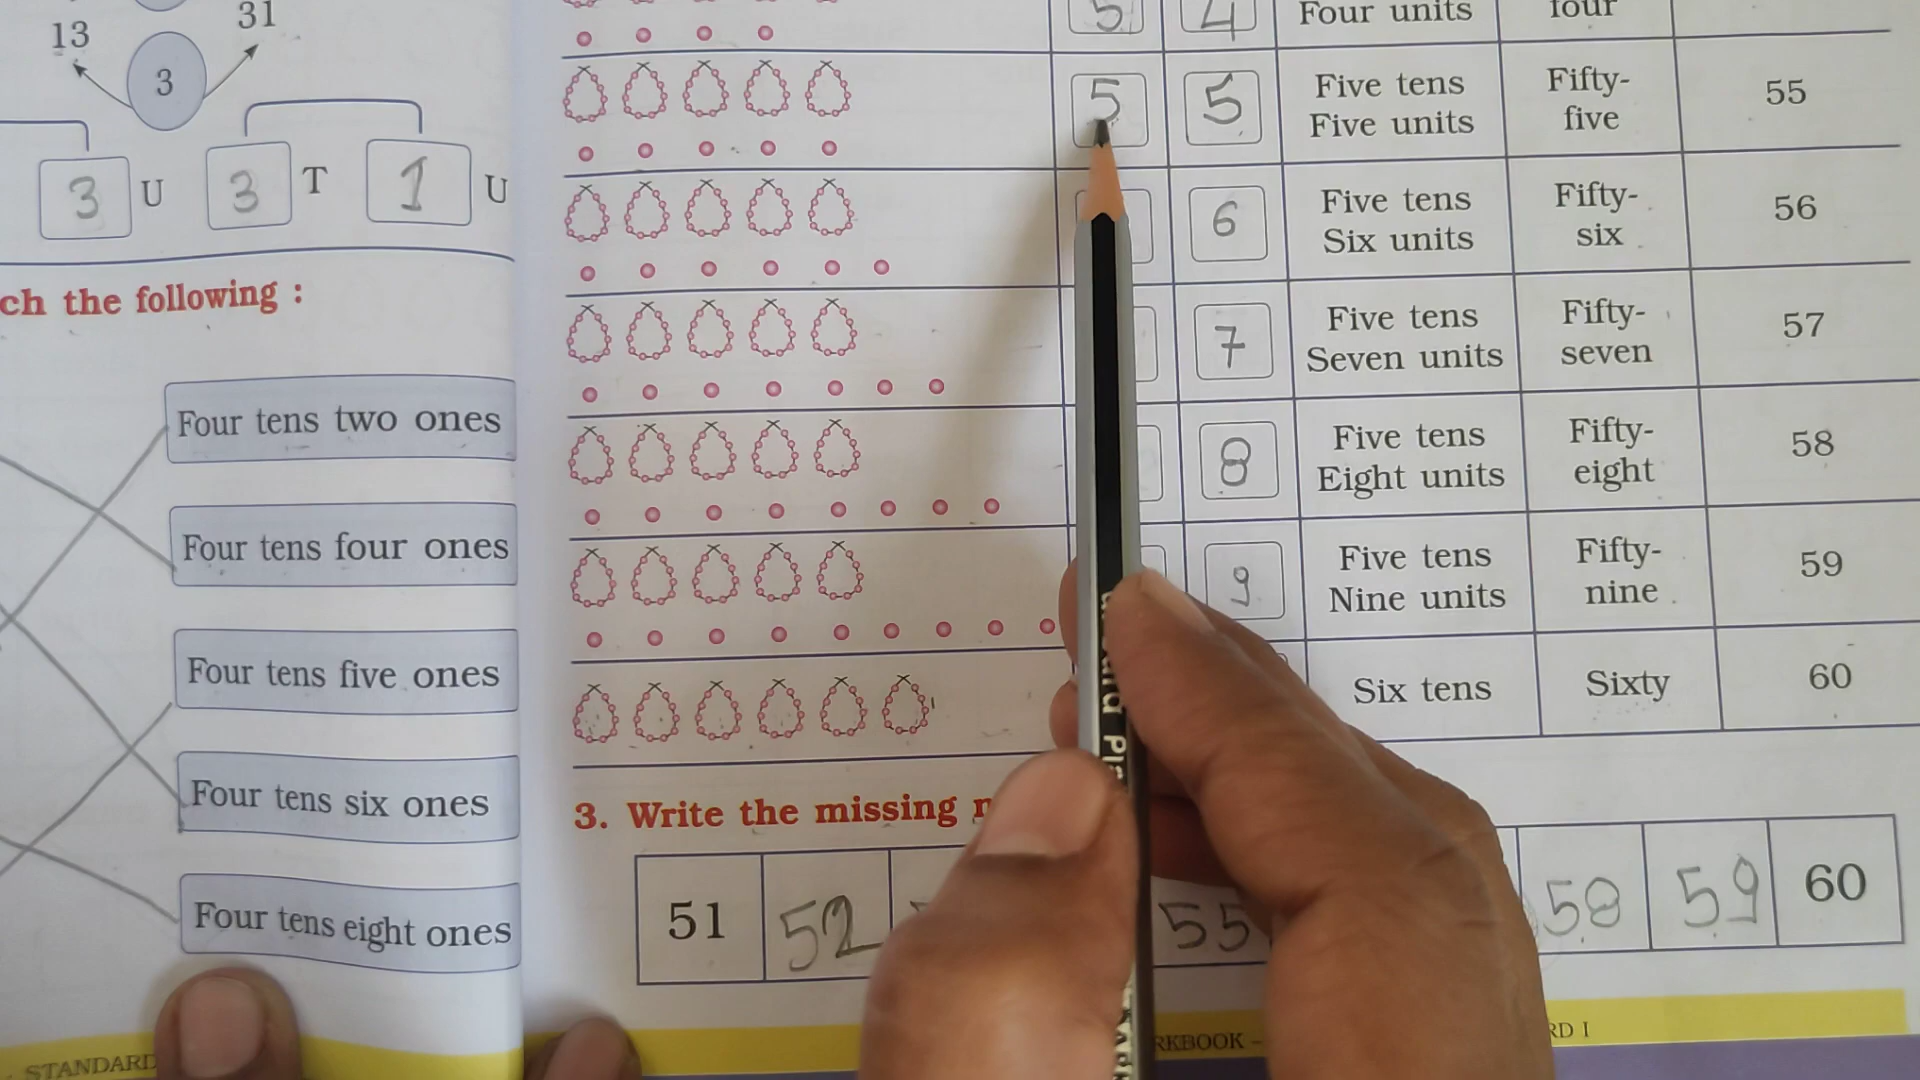 13
31
3
3 U 3 T 1 U
ch the following :
Four tens two ones
Four tens four ones
Four tens five ones
Four tens six ones
Four tens eight ones
STANDARD
5 4 Four units four
5 5 Five tens Five units Fifty-five 55
6 Five tens Six units Fifty-six 56
7 Five tens Seven units Fifty-seven 57
8 Five tens Eight units Fifty-eight 58
9 Five tens Nine units Fifty-nine 59
Six tens Sixty 60
3. Write the missing
51 52 55 58 59 60
RKBOOK - RD I